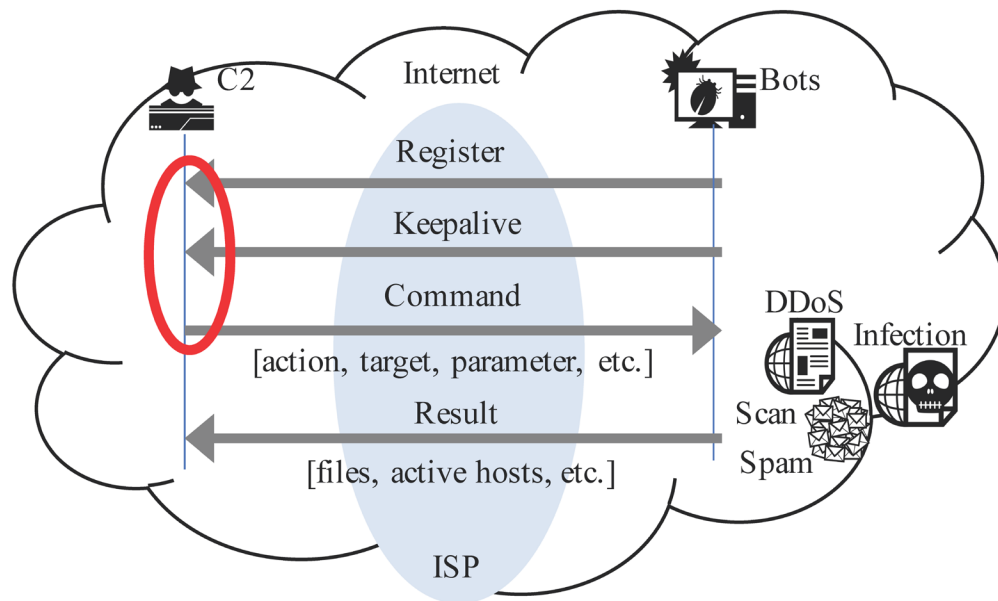 Internet
C2
Bots
Register
Keepalive
Command
[action, target, parameter, etc.]
DDoS
Infection
Result
Scan
[files, active hosts, etc.]
Spam
ISP